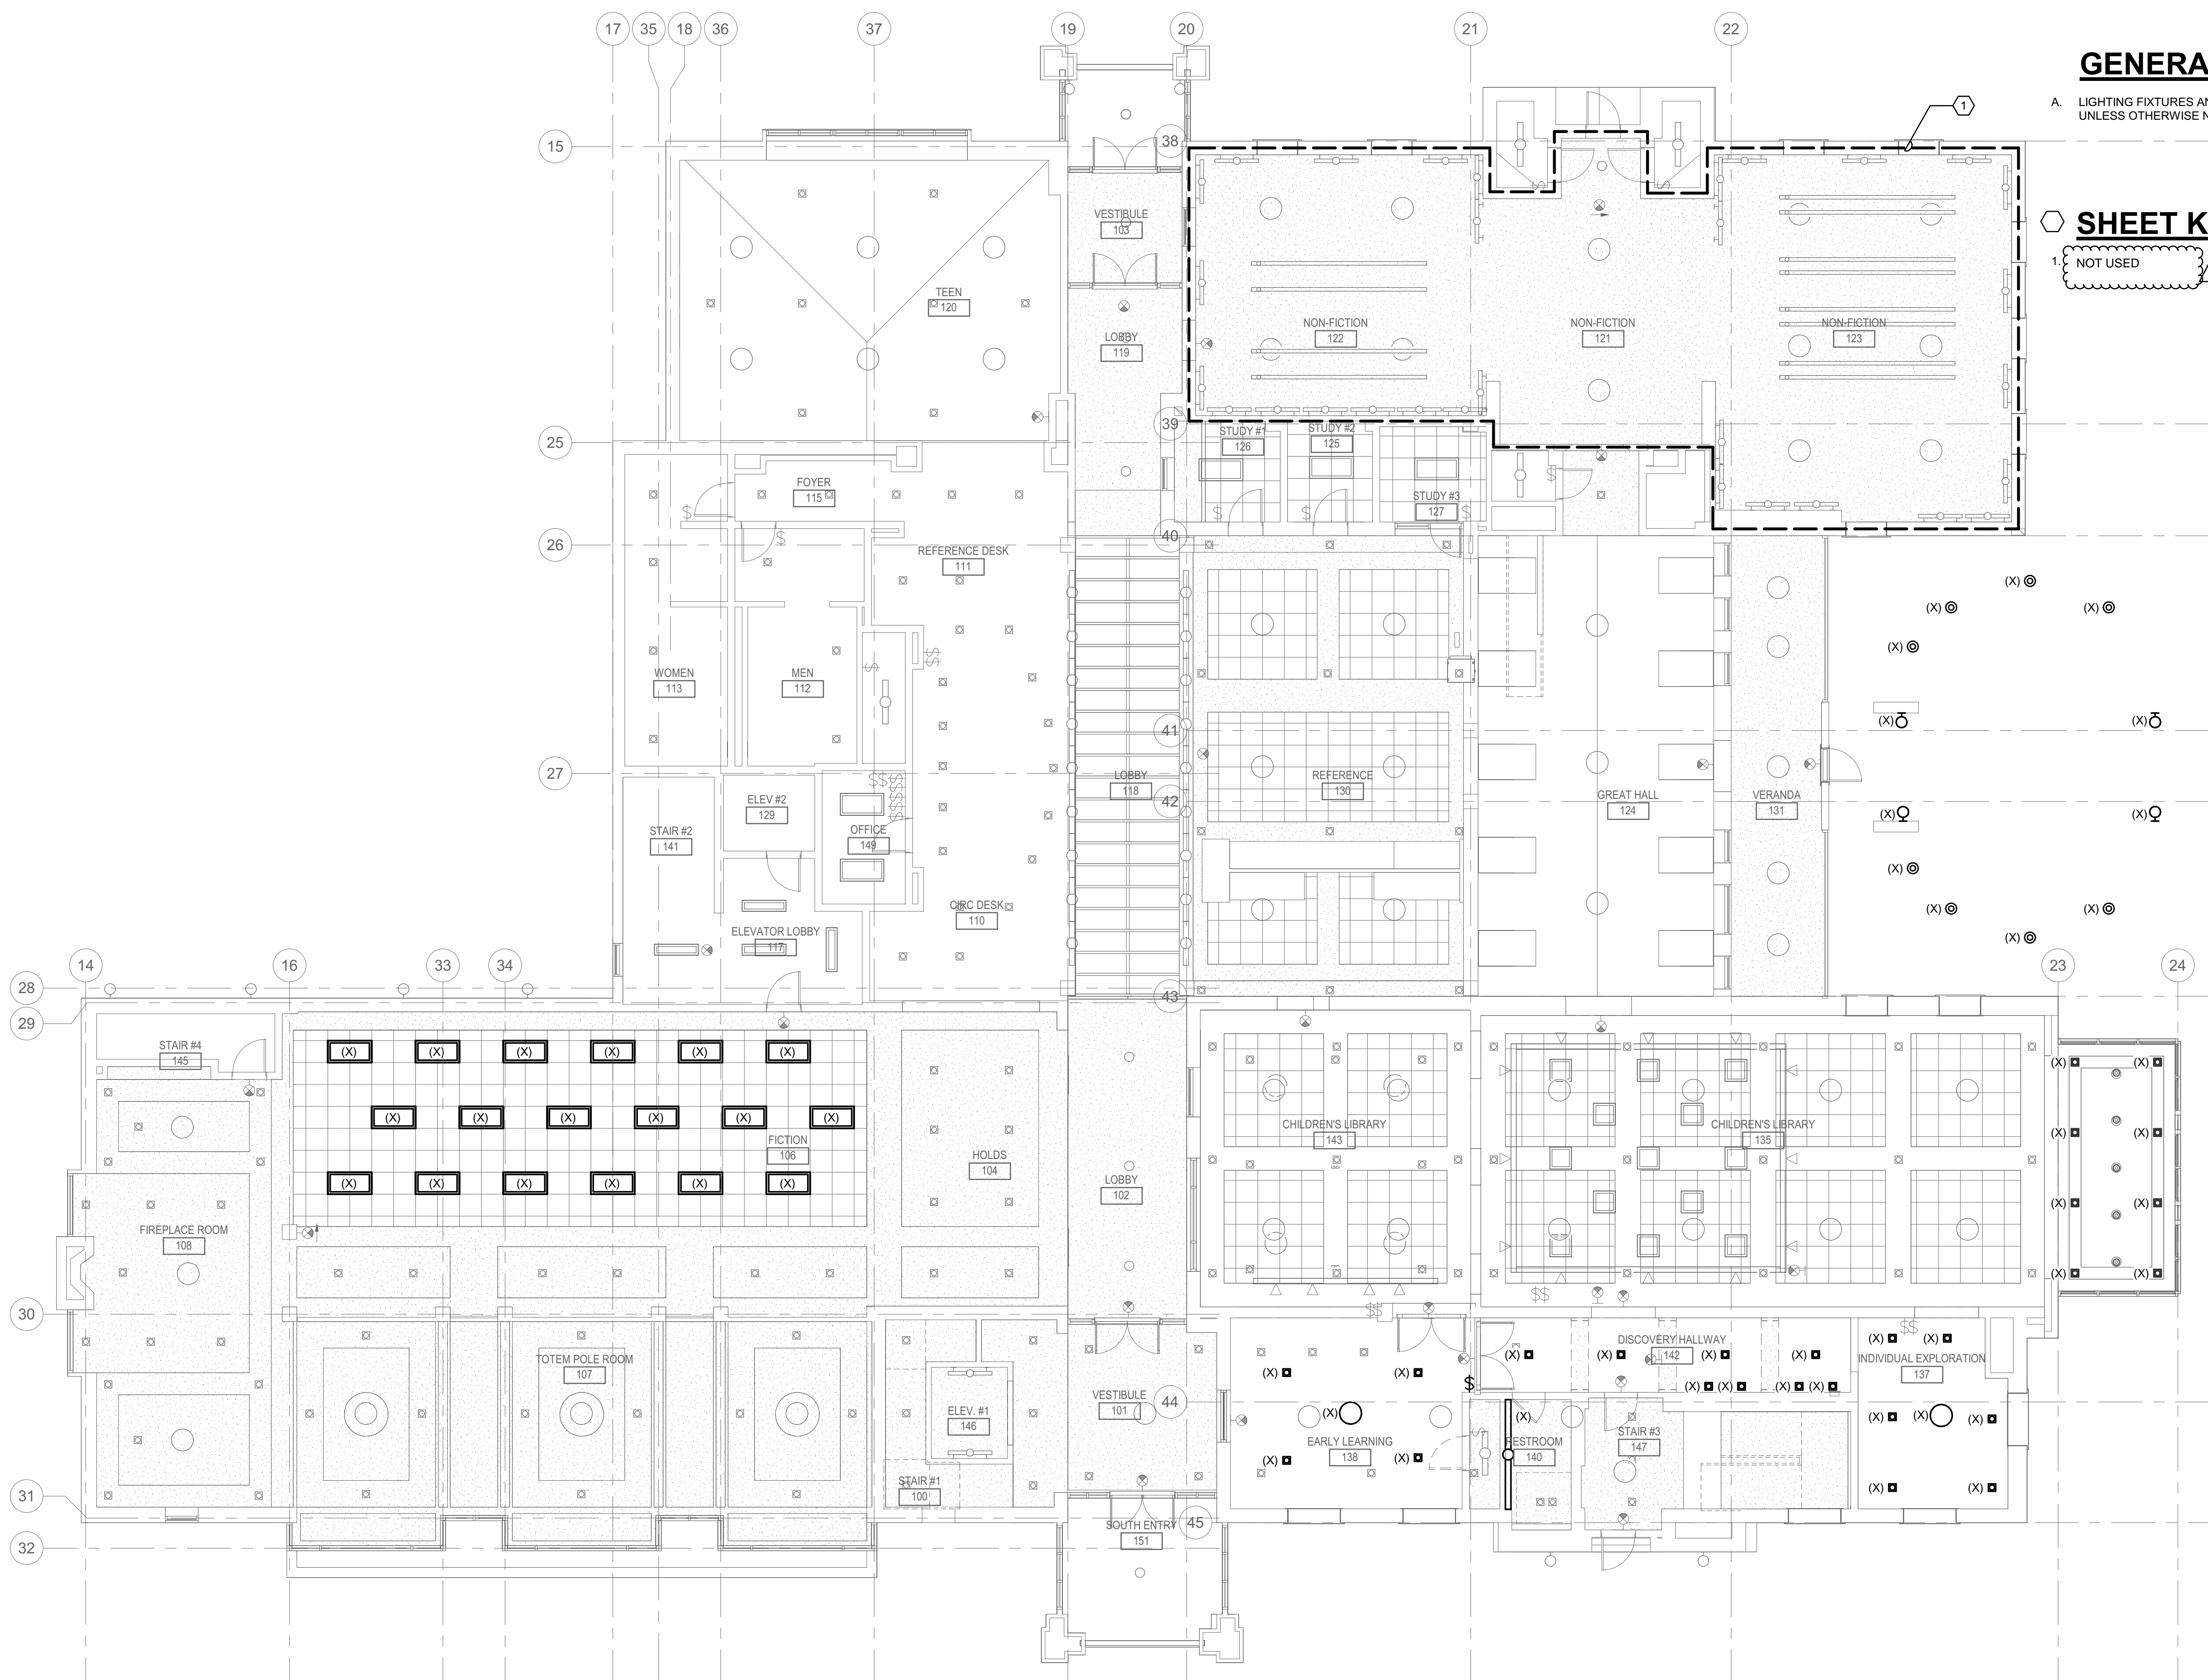 17
35
18
36
37
19
20
21
22
GENERA
A. LIGHTING FIXTURES AN
UNLESS OTHERWISE N
1
15
38
SHEET K
1. NOT USED
VESTIBULE
103
TEEN
120
LOBBY
119
NON-FICTION
122
NON-FICTION
121
NON-FICTION
123
25
39
STUDY #1
126
STUDY #2
125
STUDY #3
127
FOYER
115
$
$
$
$
$
$
$
$
26
40
REFERENCE DESK
111
(X)
(X)
(X)
(X)
WOMEN
113
MEN
112
$
$
$
41
(X)
(X)
27
LOBBY
118
42
REFERENCE
130
GREAT HALL
124
VERANDA
131
ELEV #2
129
$$
$
$
$
$
$
STAIR #2
141
OFFICE
149
(X)
(X)
(X)
(X)
(X)
(X)
CIRC DESK
110
ELEVATOR LOBBY
117
14
16
33
34
23
24
28
29
43
STAIR #4
145
(X) (X) (X) (X) (X) (X)
(X) (X) (X) (X) (X) (X)
(X) (X) (X) (X) (X) (X)
FICTION
106
HOLDS
104
LOBBY
102
CHILDREN'S LIBRARY
143
CHILDREN'S LIBRARY
135
(X) (X)
(X) (X)
(X) (X)
(X) (X)
FIREPLACE ROOM
108
30
$$
$$
$$
TOTEM POLE ROOM
107
DISCOVERY HALLWAY
142
INDIVIDUAL EXPLORATION
137
(X) (X)
(X) (X) (X) (X)
(X) (X)
$
(X) (X) (X) (X)
VESTIBULE
101
44
ELEV. #1
146
(X)
(X)
(X) (X) (X)
EARLY LEARNING
138
$
RESTROOM
140
STAIR #3
147
(X) (X)
(X) (X)
STAIR #1
100
31
32
SOUTH ENTRY
151
45